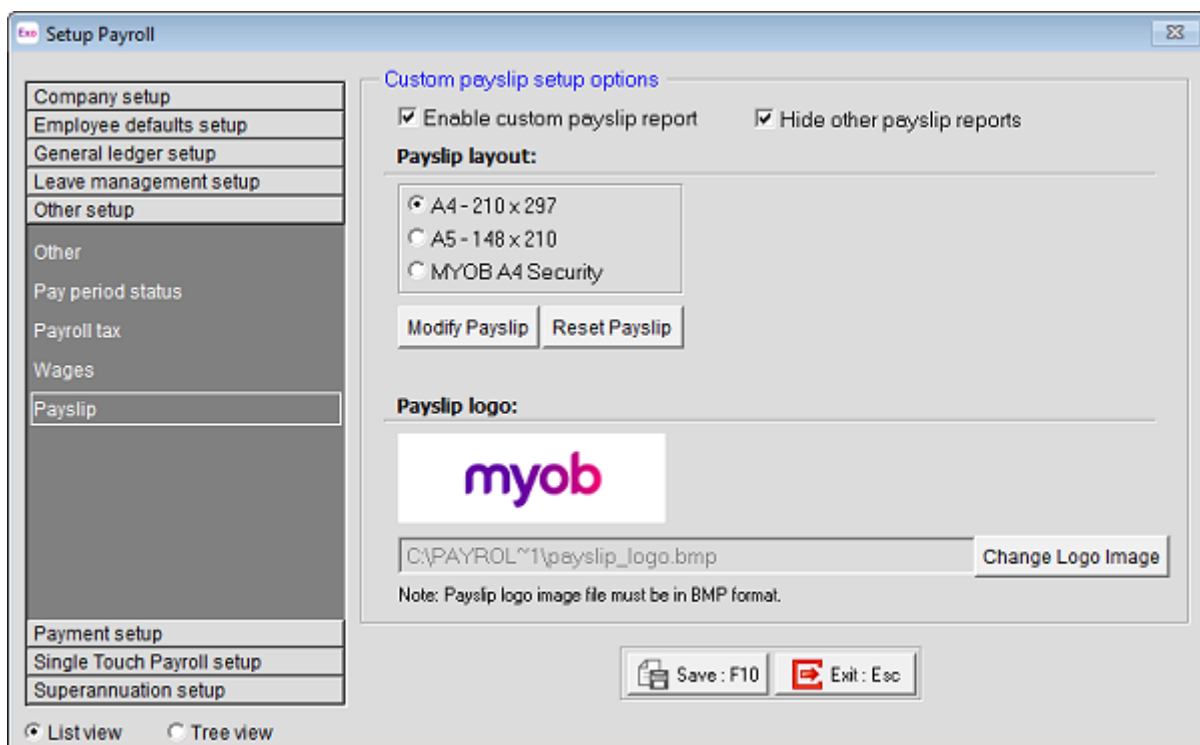 Exo Setup Payroll
Company setup
Employee defaults setup
General ledger setup
Leave management setup
Other setup
Other
Pay period status
Payroll tax
Wages
Payslip
Payment setup
Single Touch Payroll setup
Superannuation setup
List view Tree view
Custom payslip setup options
Enable custom payslip report Hide other payslip reports
Payslip layout:
A4 - 210 x 297
A5 - 148 x 210
MYOB A4 Security
Modify Payslip Reset Payslip
Payslip logo:
myob
C:\PAYROL~1\payslip_logo.bmp Change Logo Image
Note: Payslip logo image file must be in BMP format.
Save : F10 Exit : Esc